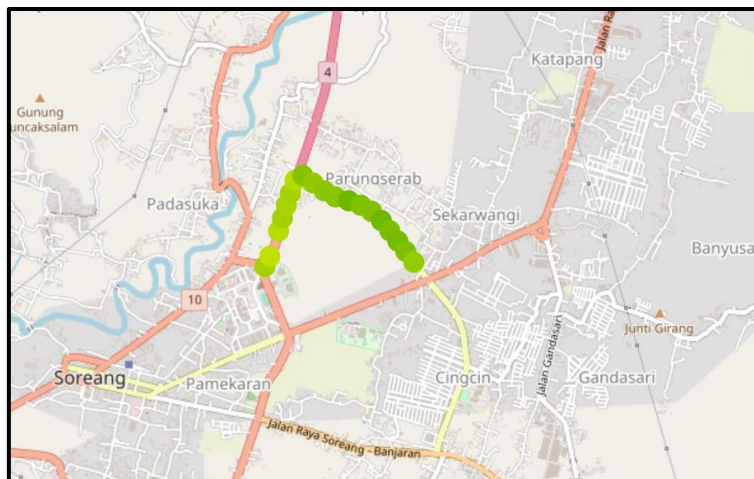 Jalan Ra
Katapang
4
Gunung
uncaksalam
Parungserab
Padasuka
Sekarwangi
Banyusa
10
Junti Girang
Soreang
Pamekaran
Cingcin
Jalan Gandasari
Gandasari
Jalan Raya Soreang - Banjaran